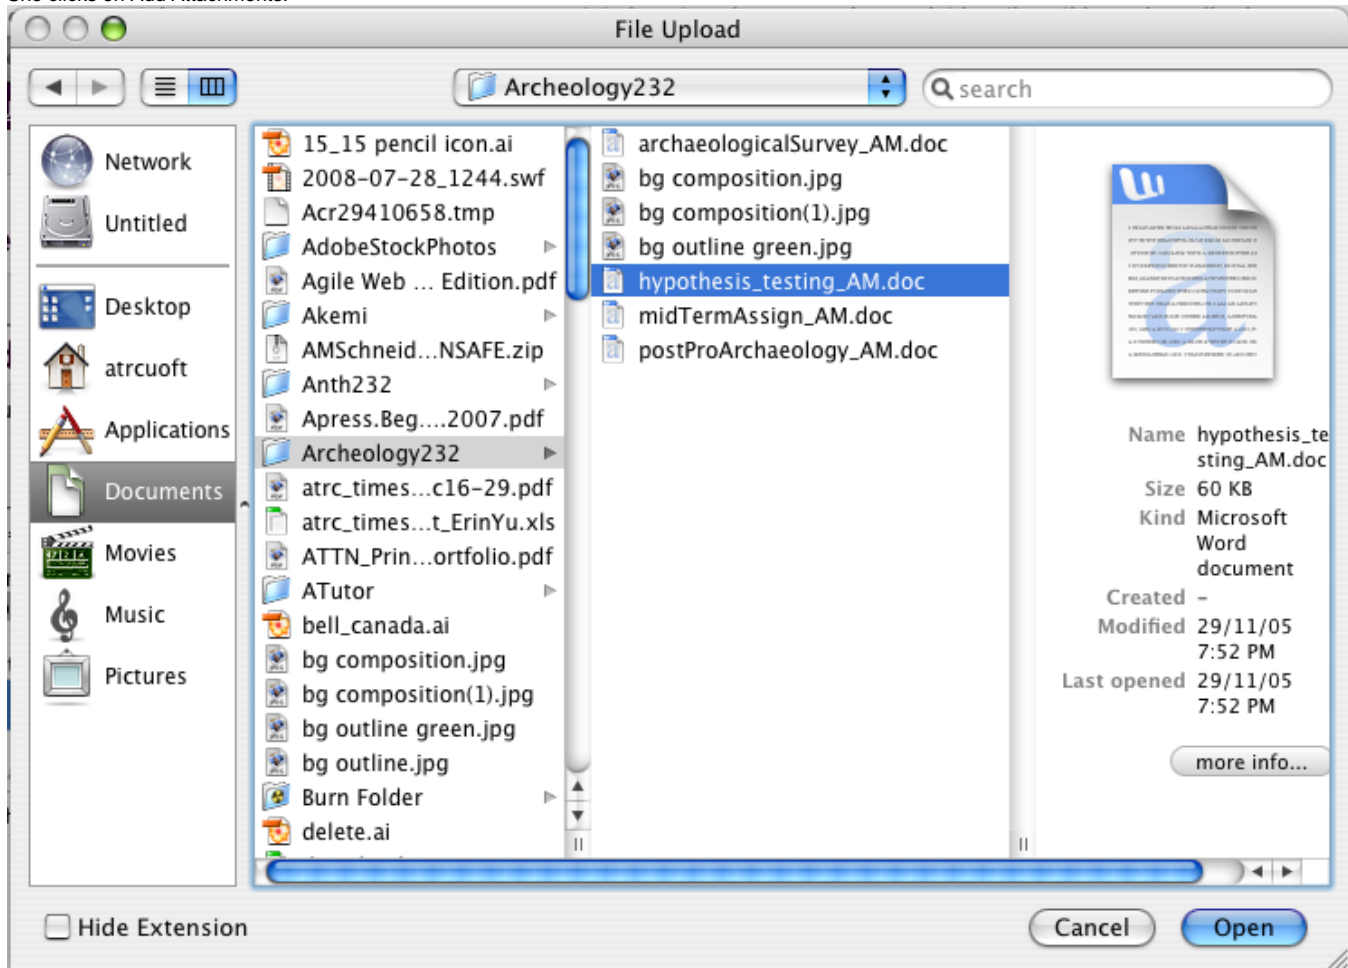 She clicks on Add Attachments.
File Upload
Archeology232
search
Network
Untitled
Desktop
atrcuoft
Applications
Documents
Movies
Music
Pictures
15_15 pencil icon.ai
2008-07-28_1244.swf
Acr29410658.tmp
AdobeStockPhotos
Agile Web ... Edition.pdf
Akemi
AMSchneid...NSAFE.zip
Anth232
Apress.Beg....2007.pdf
Archeology232
atrc_times...c16-29.pdf
atrc_times...t_ErinYu.xls
ATTN_Prin...ortfolio.pdf
ATutor
bell_canada.ai
bg composition.jpg
bg composition(1).jpg
bg outline green.jpg
bg outline.jpg
Burn Folder
delete.ai
archaeologicalSurvey_AM.doc
bg composition.jpg
bg composition(1).jpg
bg outline green.jpg
hypothesis_testing_AM.doc
midTermAssign_AM.doc
postProArchaeology_AM.doc
Name hypothesis_te
sting_AM.doc
Size 60 KB
Kind Microsoft
Word
document
Created –
Modified 29/11/05
7:52 PM
Last opened 29/11/05
7:52 PM
more info...
Hide Extension
Cancel
Open